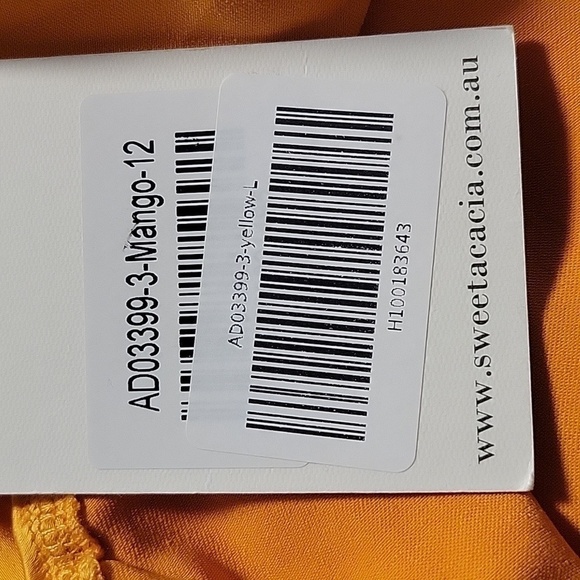 AD03399-3-Mango-12
AD03399-3-yellow-L
H100183643
www.sweetacacia.com.au